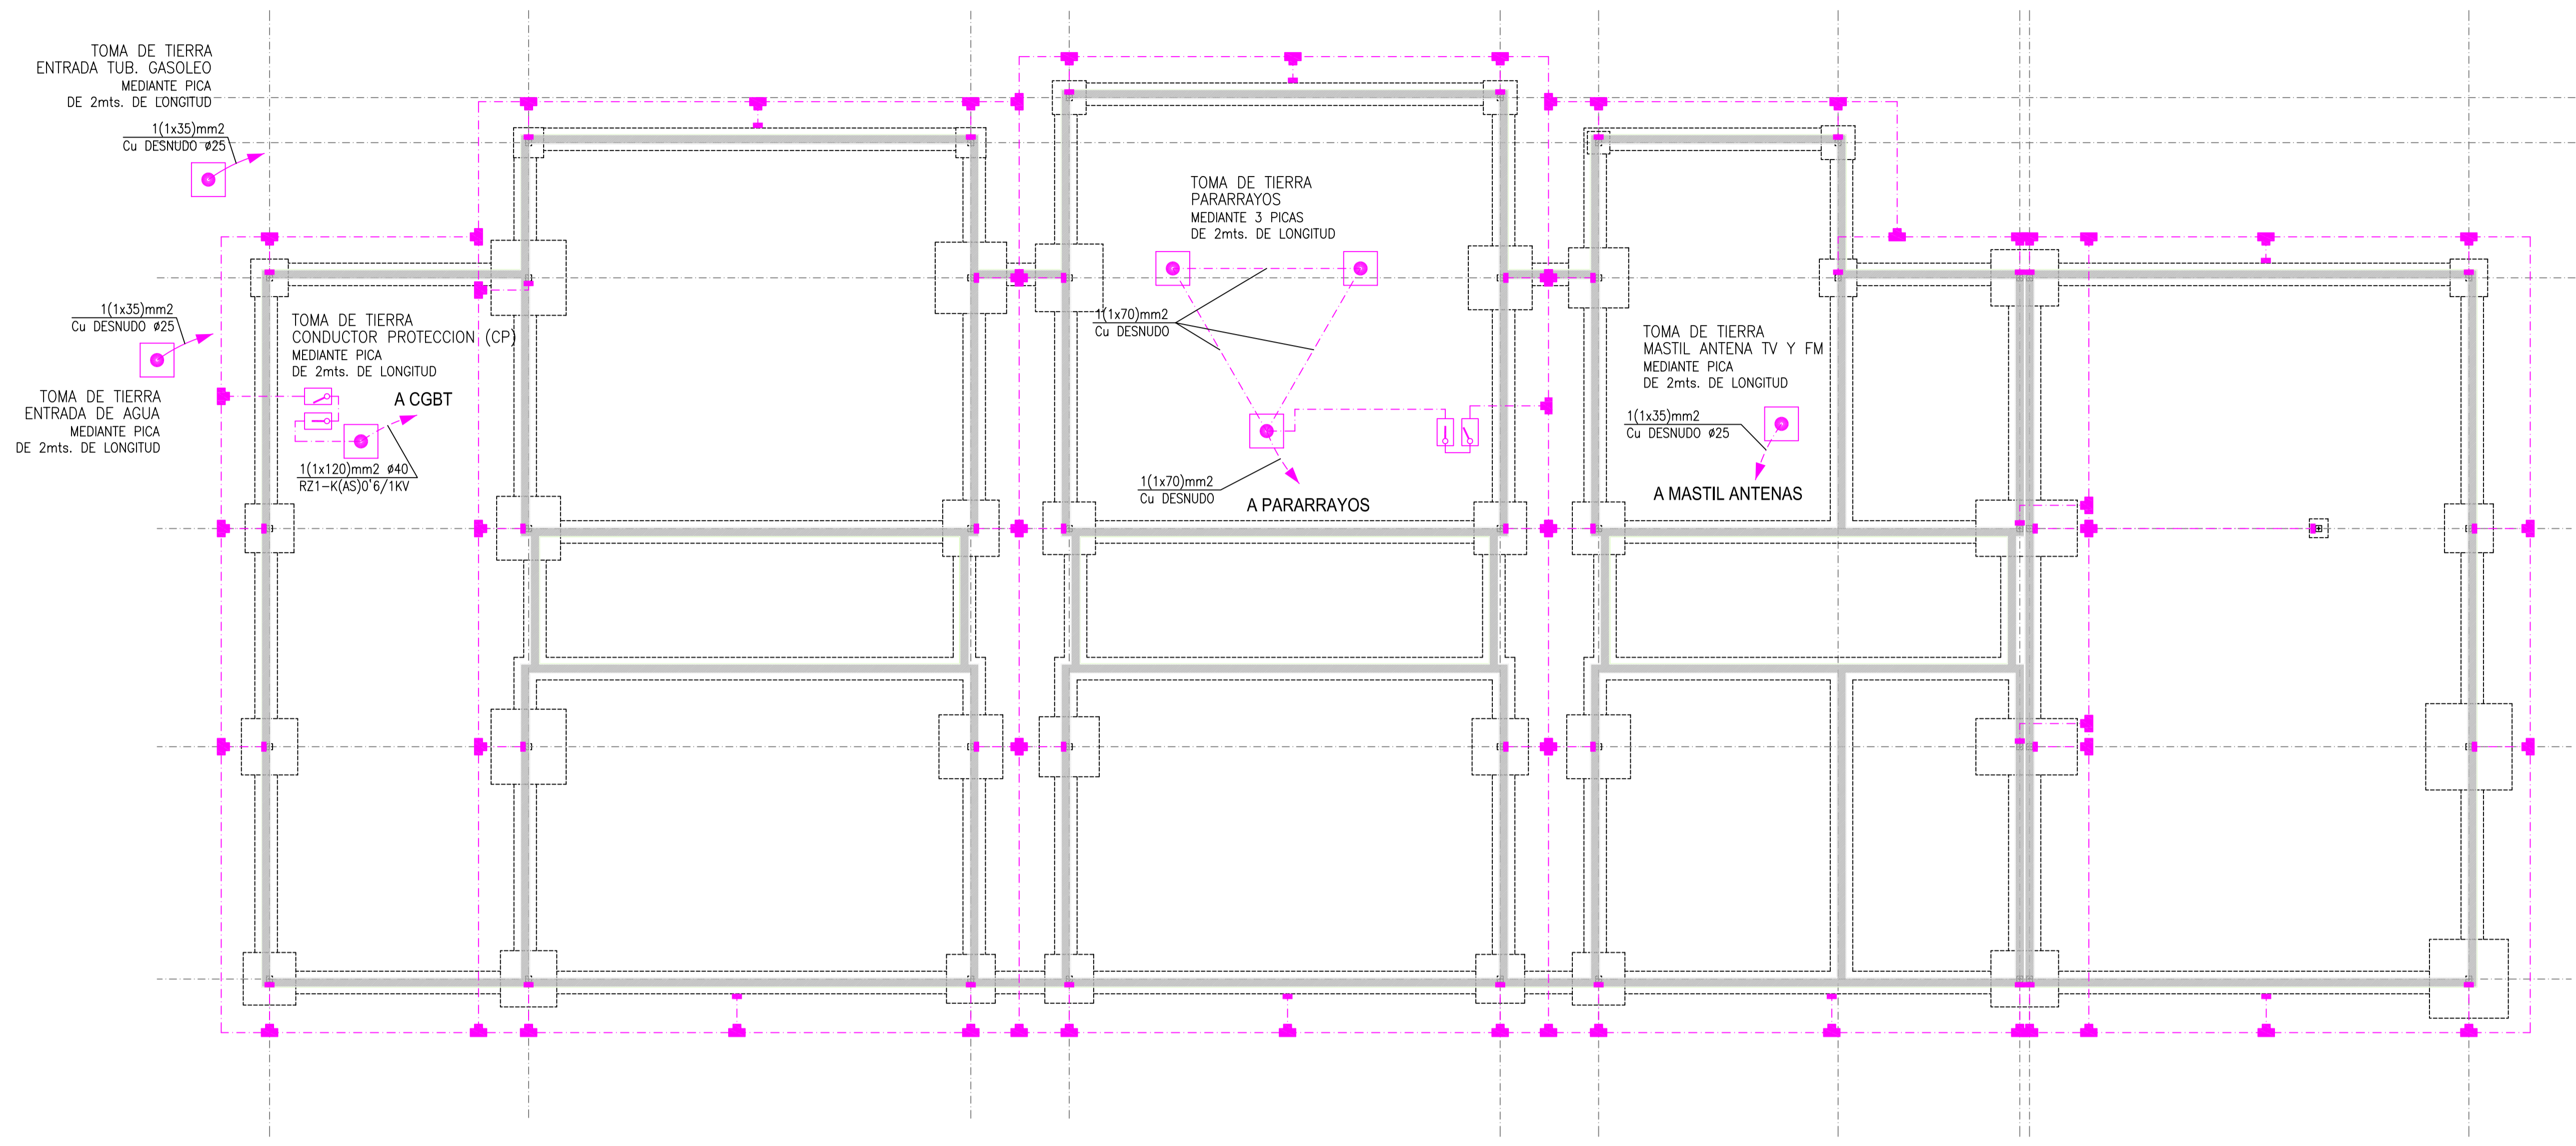 TOMA DE TIERRA
ENTRADA TUB. GASOLEO
MEDIANTE PICA
DE 2mts. DE LONGITUD
1(1x35)mm2
Cu DESNUDO ø25
1(1x35)mm2
Cu DESNUDO ø25
TOMA DE TIERRA
ENTRADA DE AGUA
MEDIANTE PICA
DE 2mts. DE LONGITUD
TOMA DE TIERRA
CONDUCTOR PROTECCION (CP)
MEDIANTE PICA
DE 2mts. DE LONGITUD
A CGBT
1(1x120)mm2 ø40
RZ1-K(AS)0'6/1KV
TOMA DE TIERRA
PARARRAYOS
MEDIANTE 3 PICAS
DE 2mts. DE LONGITUD
1(1x70)mm2
Cu DESNUDO
1(1x70)mm2
Cu DESNUDO
A PARARRAYOS
TOMA DE TIERRA
MASTIL ANTENA TV Y FM
MEDIANTE PICA
DE 2mts. DE LONGITUD
1(1x35)mm2
Cu DESNUDO ø25
A MASTIL ANTENAS